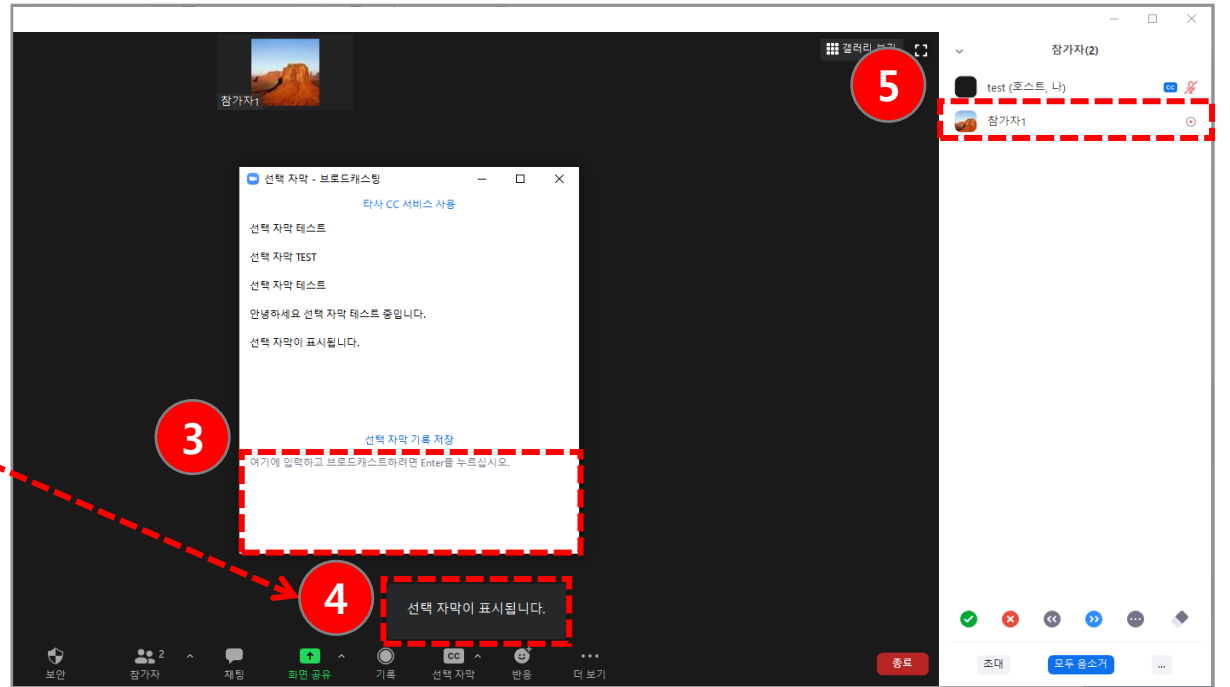 갤러리 보기
5
참가자(2)
test (호스트, 나)
CC
참가자1
참가자1
선택 자막 - 브로드캐스팅
타사 CC 서비스 사용
선택 자막 테스트
선택 자막 TEST
선택 자막 테스트
안녕하세요 선택 자막 테스트 중입니다.
선택 자막이 표시됩니다.
3
선택 자막 기록 저장
여기에 입력하고 브로드캐스트하려면 Enter를 누르십시오.
4
선택 자막이 표시됩니다.
2
CC
보안
참가자
채팅
화면 공유
기록
선택 자막
반응
더 보기
종료
초대
모두 음소거
...